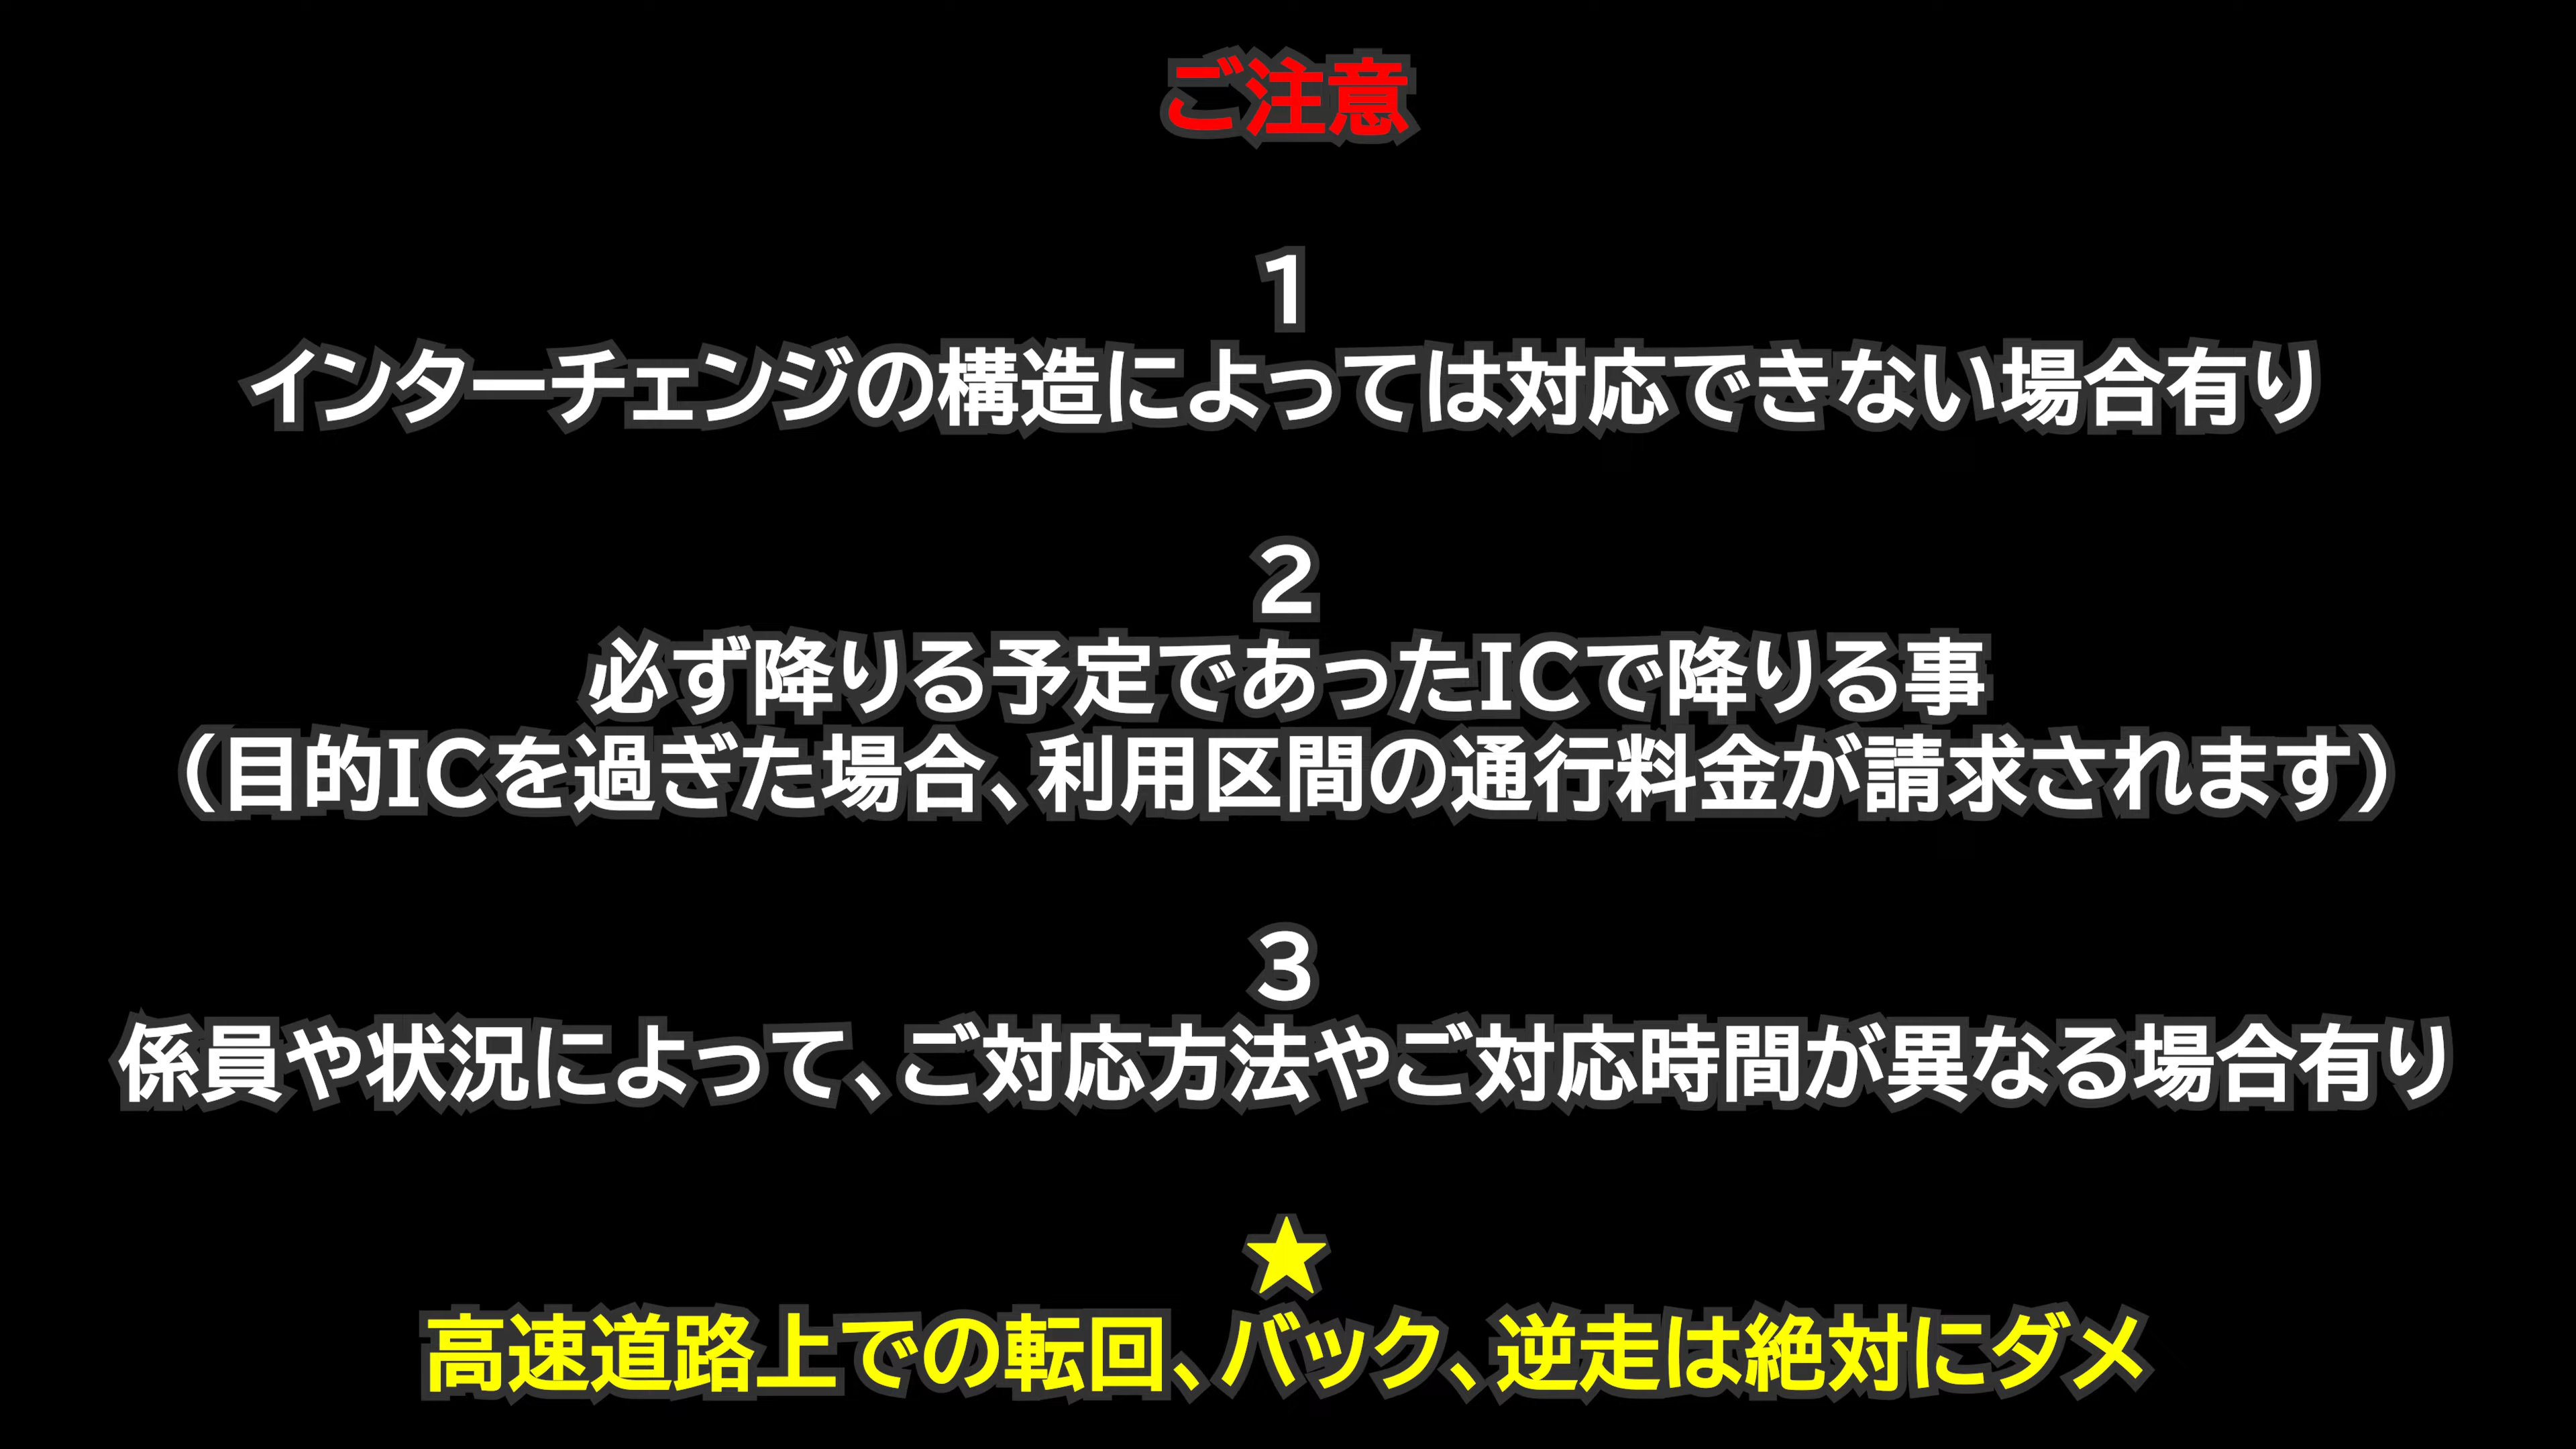 ご注意
1
インターチェンジの構造によっては対応できない場合有り
2
必ず降りる予定であったICで降りる事
（目的ICを過ぎた場合、利用区間の通行料金が請求されます）
3
係員や状況によって、ご対応方法やご対応時間が異なる場合有り
★
高速道路上での転回、バック、逆走は絶対にダメ